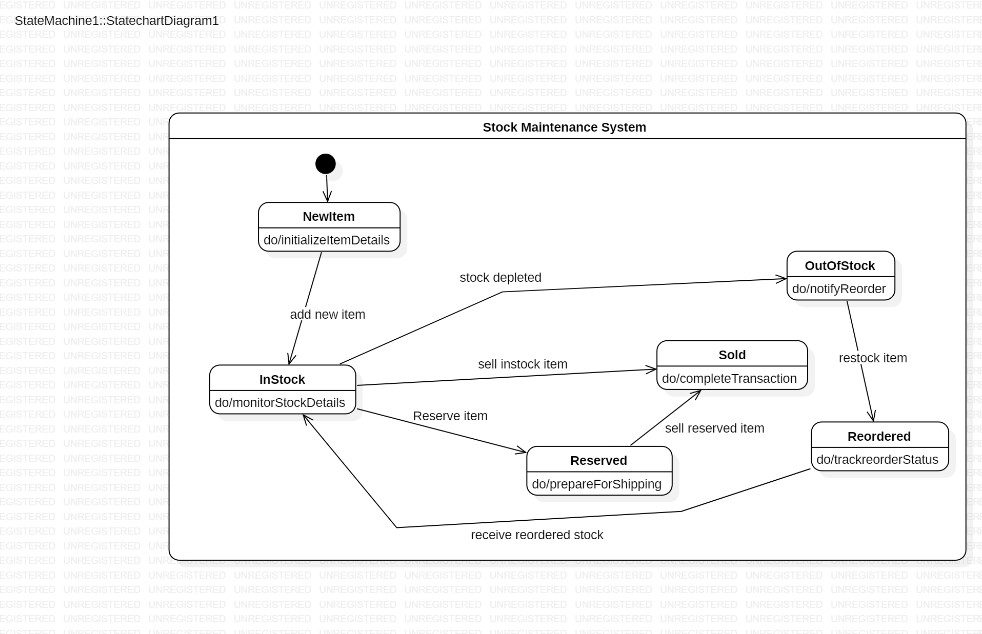 StateMachine1::StatechartDiagram1
Stock Maintenance System
NewItem
do/initializeItemDetails
OutOfStock
do/notifyReorder
stock depleted
add new item
Sold
do/completeTransaction
restock item
sell instock item
InStock
do/monitorStockDetails
Reserve item
sell reserved item
Reordered
do/trackreorderStatus
Reserved
do/prepareForShipping
receive reordered stock
UNREGISTERED